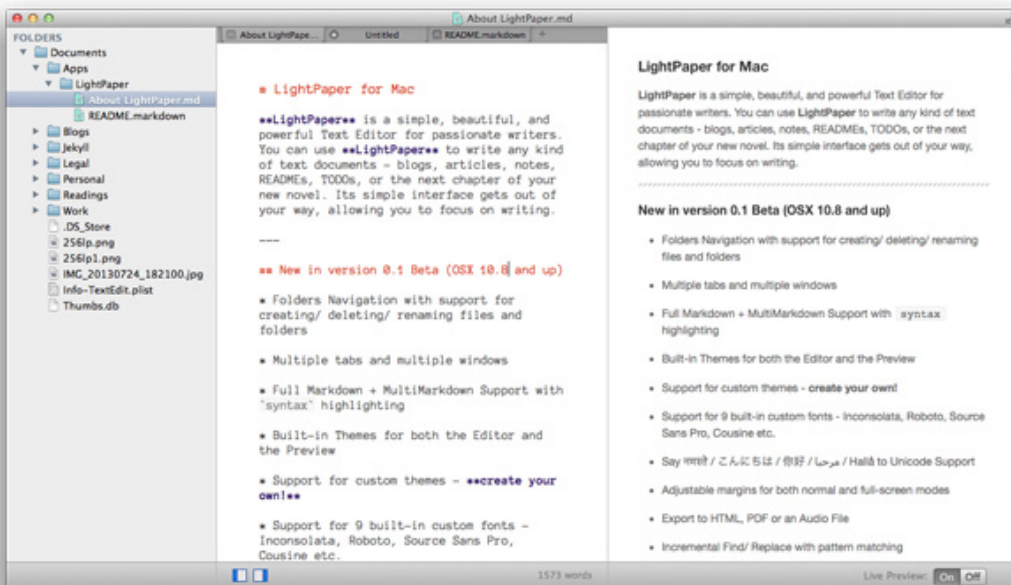 About LightPaper.md
FOLDERS
Documents
Apps
LightPaper
About LightPaper.md
README.markdown
Blogs
Jekyll
Legal
Personal
Readings
Work
.DS_Store
256lp.png
256lp1.png
IMG_20130724_182100.jpg
Info-TextEdit.plist
Thumbs.db
About LightPape...
Untitled
README.markdown
# LightPaper for Mac
**LightPaper** is a simple, beautiful, and
powerful Text Editor for passionate writers.
You can use **LightPaper** to write any kind
of text documents - blogs, articles, notes,
READMEs, TODOs, or the next chapter of your
new novel. Its simple interface gets out of
your way, allowing you to focus on writing.
---
## New in version 0.1 Beta (OSX 10.8 and up)
* Folders Navigation with support for
creating/ deleting/ renaming files and
folders
* Multiple tabs and multiple windows
* Full Markdown + MultiMarkdown Support with
`syntax` highlighting
* Built-in Themes for both the Editor and
the Preview
* Support for custom themes - **create your
own!**
* Support for 9 built-in custom fonts -
Inconsolata, Roboto, Source Sans Pro,
Cousine etc.
1573 words
LightPaper for Mac
LightPaper is a simple, beautiful, and powerful Text Editor for
passionate writers. You can use LightPaper to write any kind of text
documents - blogs, articles, notes, READMEs, TODOs, or the next
chapter of your new novel. Its simple interface gets out of your way,
allowing you to focus on writing.
New in version 0.1 Beta (OSX 10.8 and up)
• Folders Navigation with support for creating/ deleting/ renaming
files and folders
• Multiple tabs and multiple windows
• Full Markdown + MultiMarkdown Support with syntax
highlighting
• Built-in Themes for both the Editor and the Preview
• Support for custom themes - create your own!
• Support for 9 built-in custom fonts - Inconsolata, Roboto, Source
Sans Pro, Cousine etc.
• Say नमस्ते / こんにちは / 你好 / مرحبا / Hallå to Unicode Support
• Adjustable margins for both normal and full-screen modes
• Export to HTML, PDF or an Audio File
• Incremental Find/ Replace with pattern matching
Live Preview: On Off